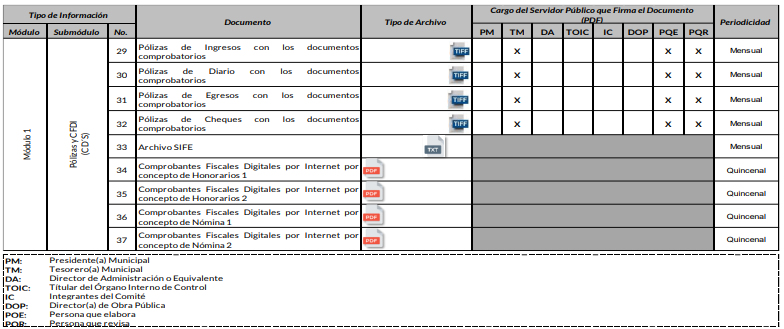 Tipo de Información Documento Tipo de Archivo Cargo del Servidor Público que Firma el Documento (PDF) Periodicidad
Módulo Submódulo No. PM TM DA TOIC IC DOP PQE PQR
Módulo 1
Pólizas y CFDI
(CD'S)
29 Pólizas de Ingresos con los documentos
comprobatorios TIFF X X X Mensual
30 Pólizas de Diario con los documentos
comprobatorios TIFF X X X Mensual
31 Pólizas de Egresos con los documentos
comprobatorios TIFF X X X Mensual
32 Pólizas de Cheques con los documentos
comprobatorios TIFF X X X Mensual
33 Archivo SIFE TXT Mensual
34 Comprobantes Fiscales Digitales por Internet por
concepto de Honorarios 1 PDF Quincenal
35 Comprobantes Fiscales Digitales por Internet por
concepto de Honorarios 2 PDF Quincenal
36 Comprobantes Fiscales Digitales por Internet por
concepto de Nómina 1 PDF Quincenal
37 Comprobantes Fiscales Digitales por Internet por
concepto de Nómina 2 PDF Quincenal
PM: Presidente(a) Municipal
TM: Tesorero(a) Municipal
DA: Director de Administración o Equivalente
TOIC: Títular del Órgano Interno de Control
IC Integrantes del Comité
DOP: Director(a) de Obra Pública
PQE: Persona que elabora
PQR: Persona que revisa